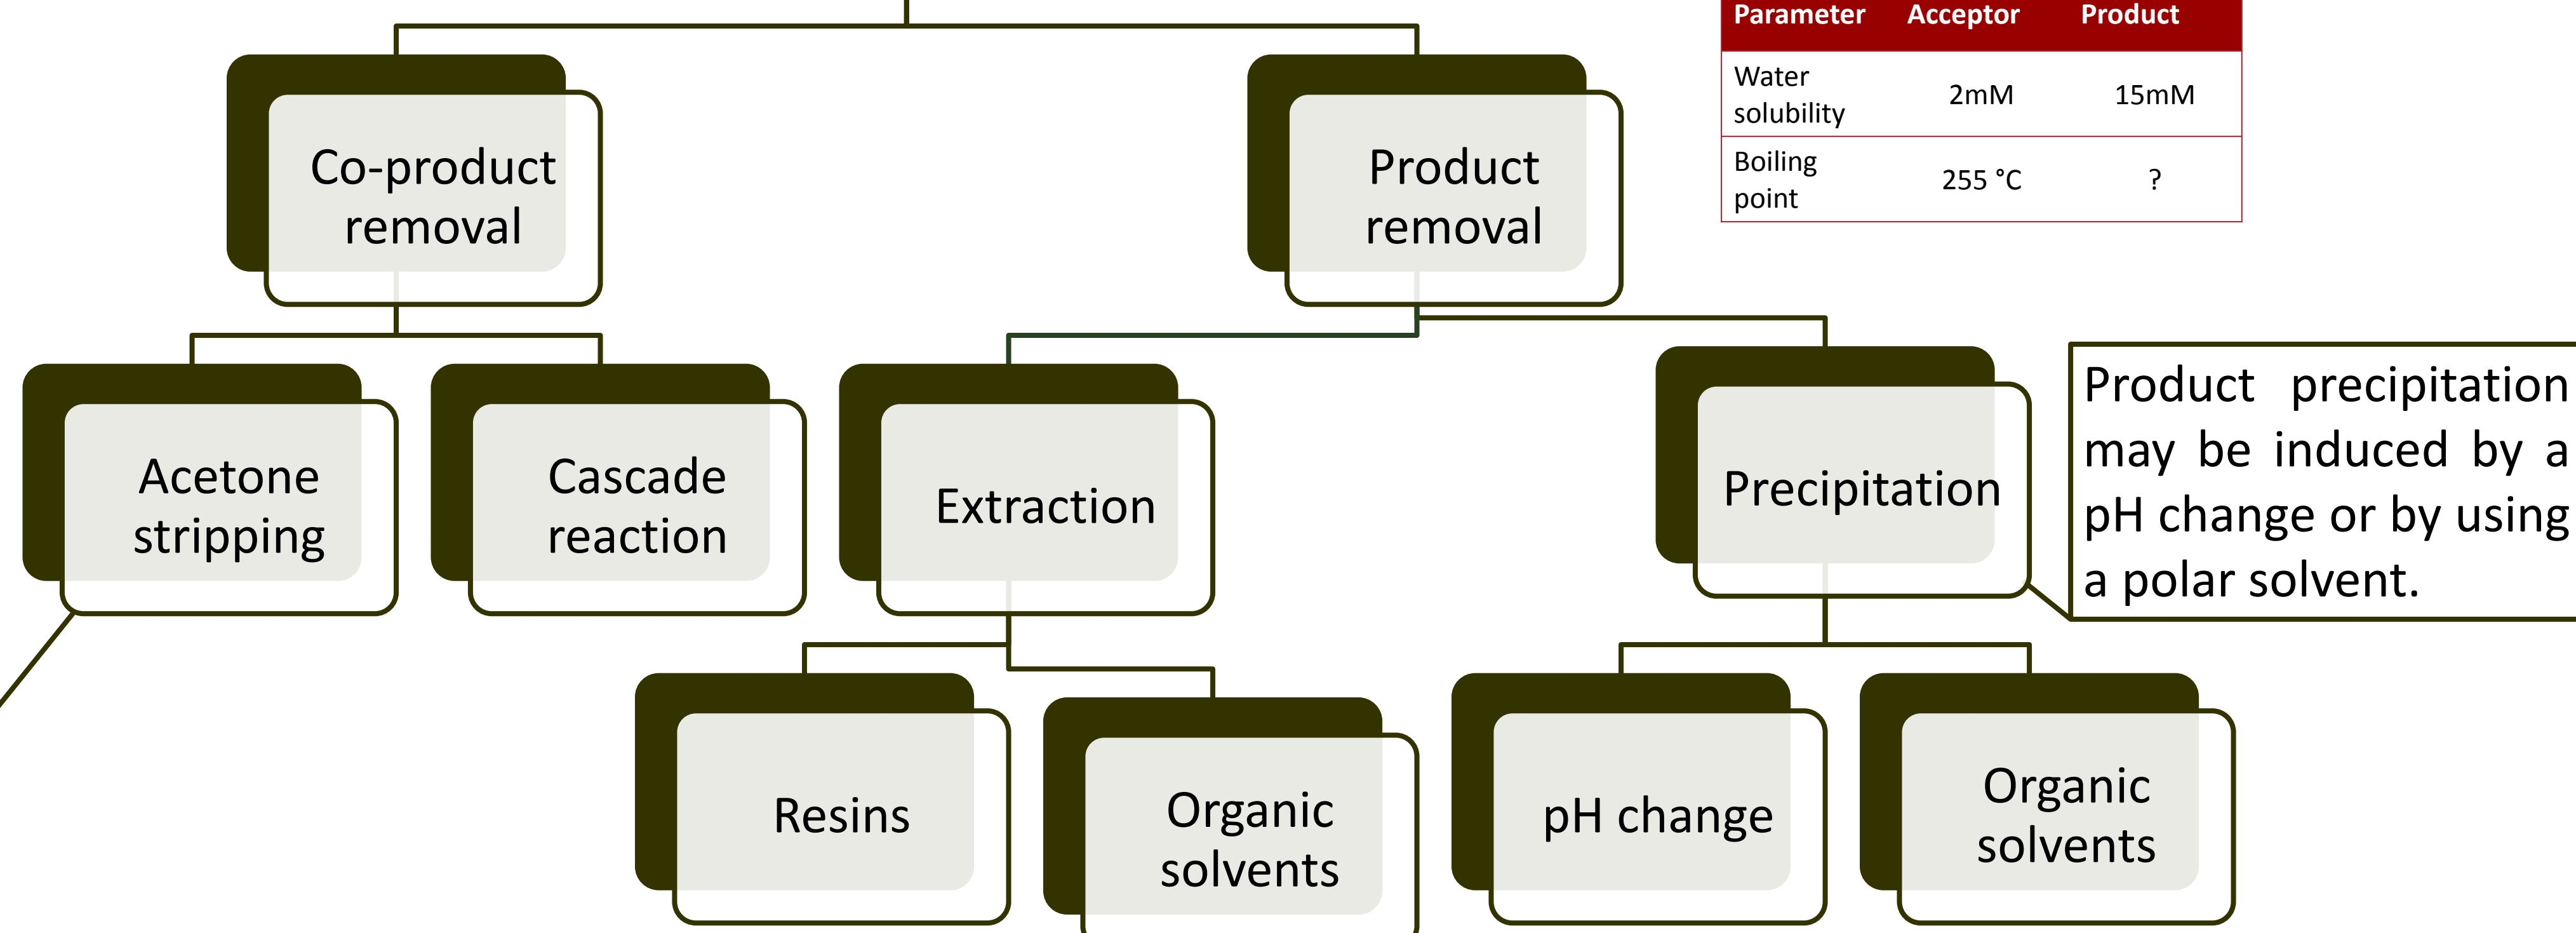 Parameter Acceptor Product
Water
solubility
2mM 15mM
Boiling
point
255 °C ?
Co-product
removal
Product
removal
Acetone
stripping
Cascade
reaction
Extraction
Precipitation
Product precipitation
may be induced by a
pH change or by using
a polar solvent.
Resins
Organic
solvents
pH change
Organic
solvents